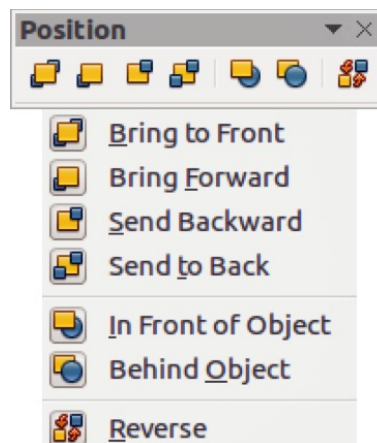 Position
Bring to Front
Bring Forward
Send Backward
Send to Back
In Front of Object
Behind Object
Reverse